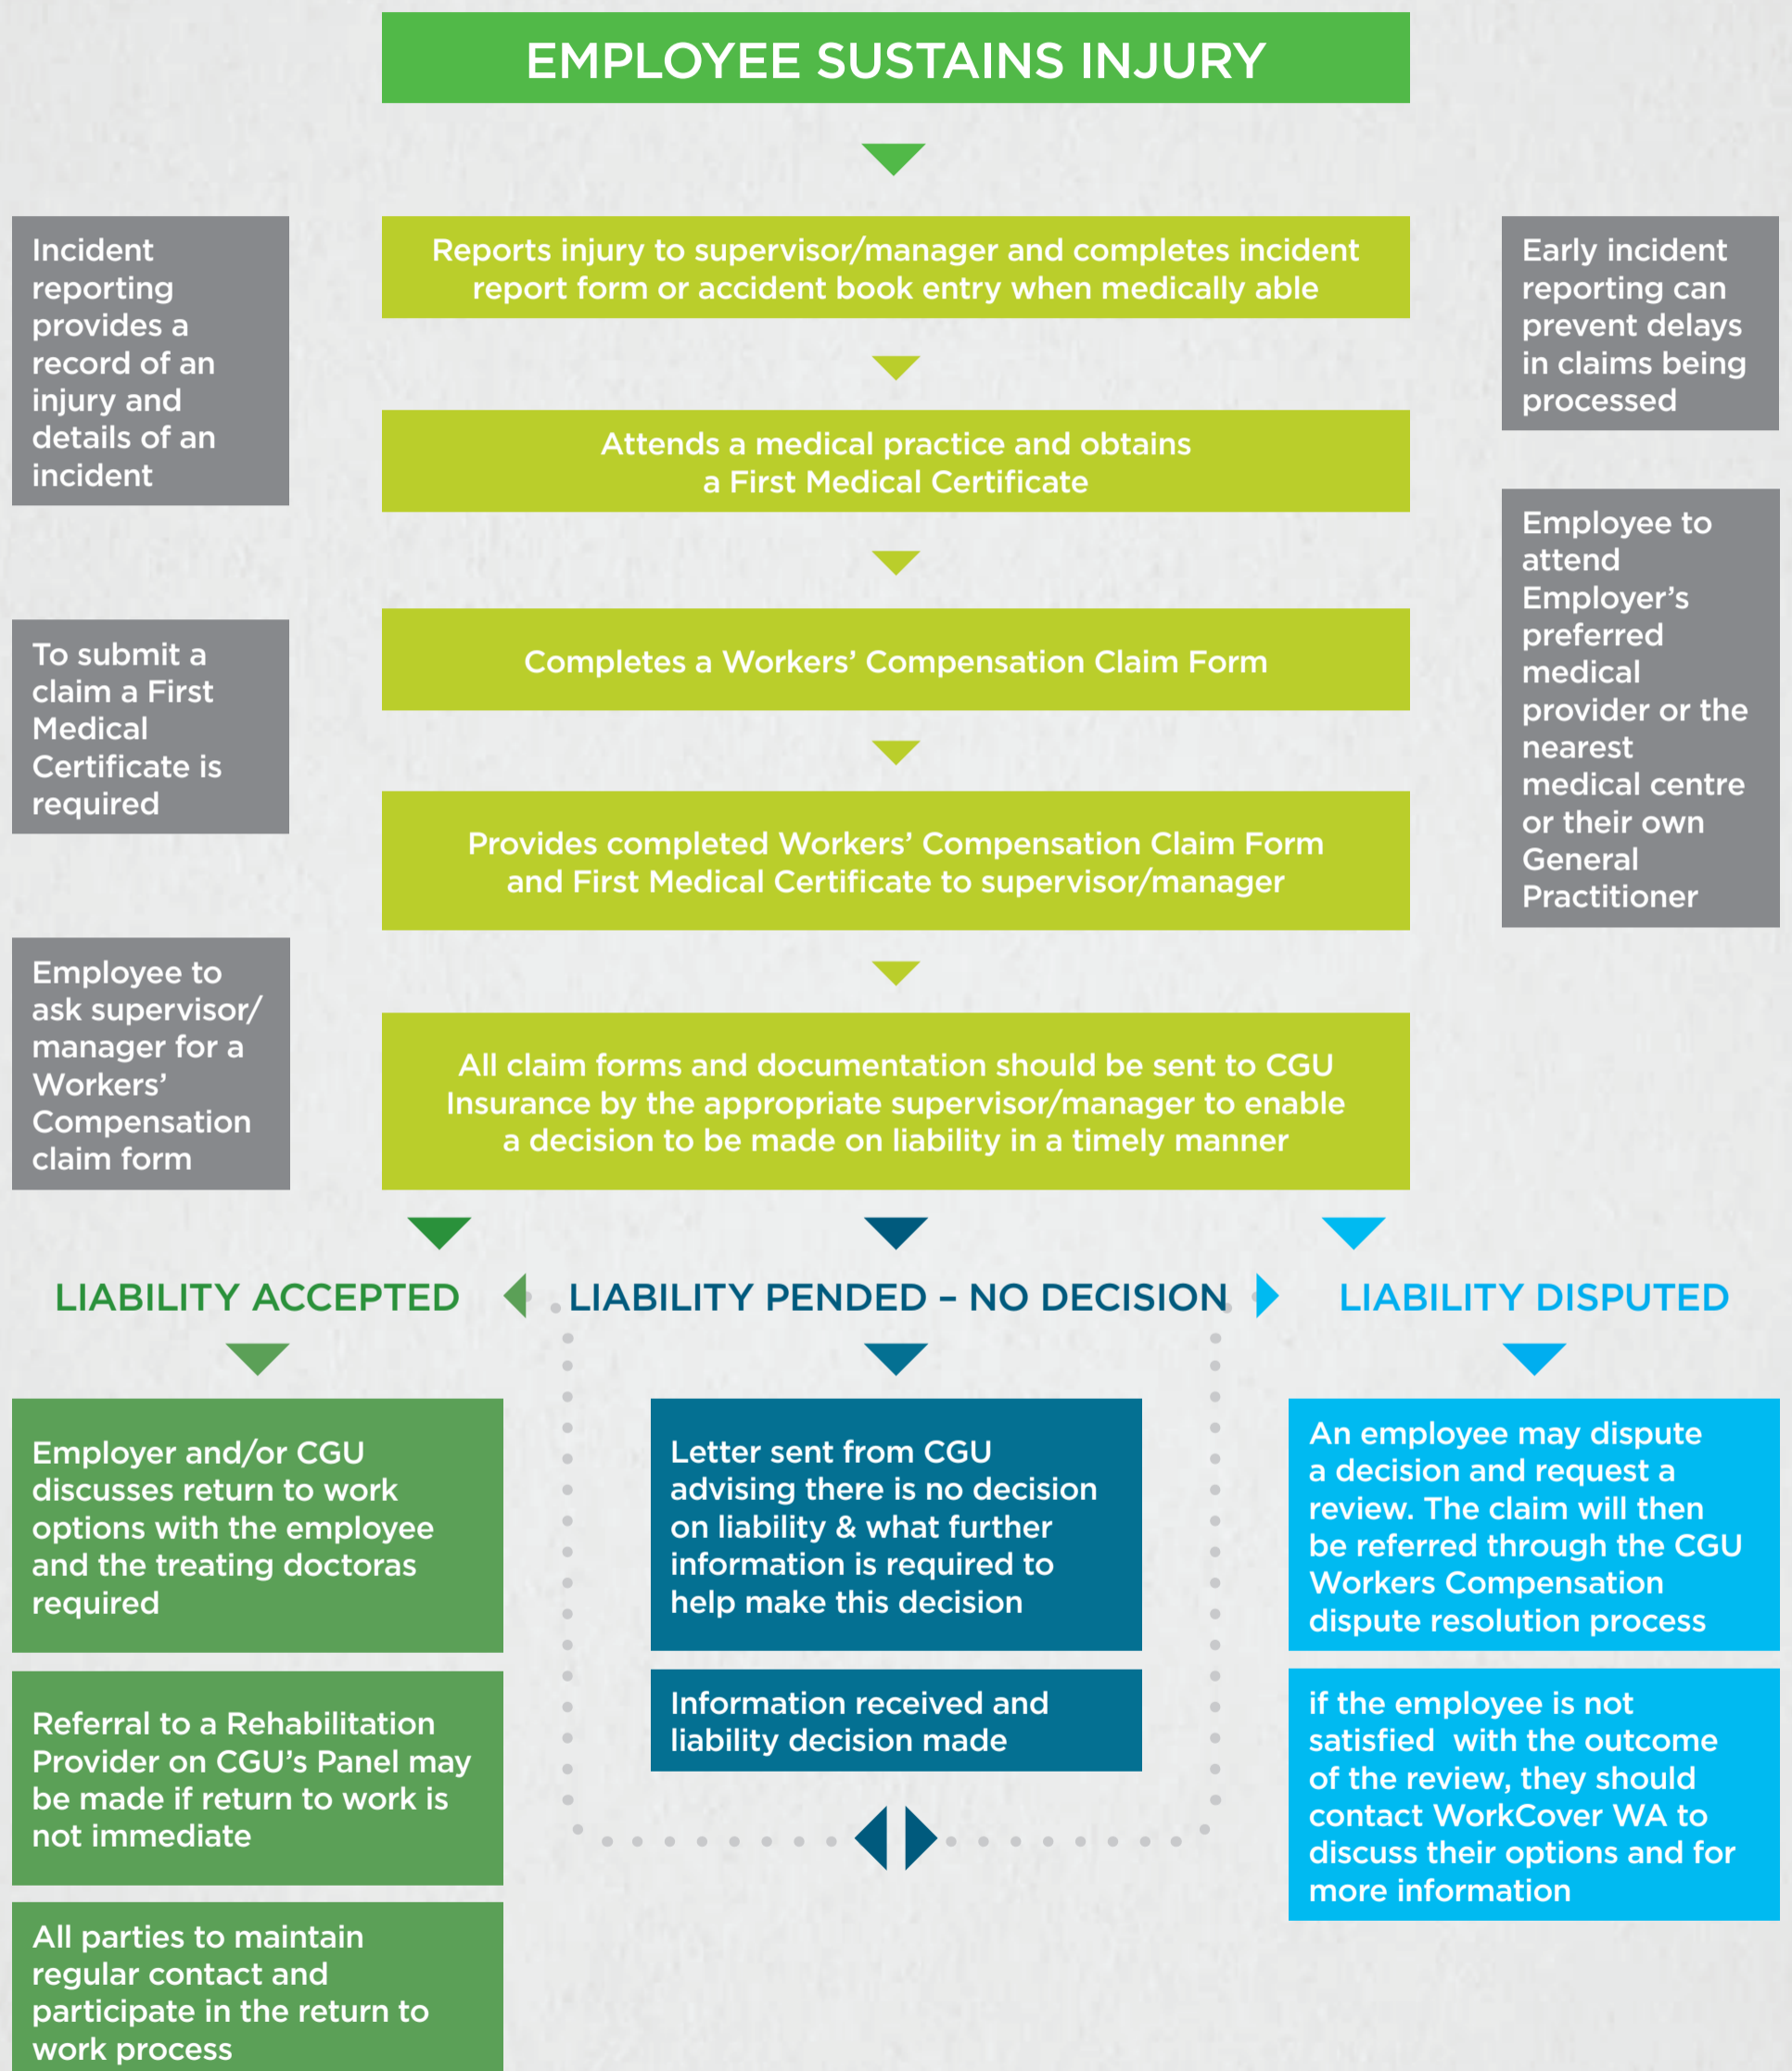 EMPLOYEE SUSTAINS INJURY
Incident
reporting
provides a
record of an
injury and
details of an
incident
Reports injury to supervisor/manager and completes incident
report form or accident book entry when medically able
Early incident
reporting can
prevent delays
in claims being
processed
Attends a medical practice and obtains
a First Medical Certificate
Employee to
attend
Employer’s
preferred
medical
provider or the
nearest
medical centre
or their own
General
Practitioner
To submit a
claim a First
Medical
Certificate is
required
Completes a Workers’ Compensation Claim Form
Provides completed Workers’ Compensation Claim Form
and First Medical Certificate to supervisor/manager
Employee to
ask supervisor/
manager for a
Workers’
Compensation
claim form
All claim forms and documentation should be sent to CGU
Insurance by the appropriate supervisor/manager to enable
a decision to be made on liability in a timely manner
LIABILITY ACCEPTED
LIABILITY PENDED – NO DECISION
LIABILITY DISPUTED
Employer and/or CGU
discusses return to work
options with the employee
and the treating doctoras
required
Referral to a Rehabilitation
Provider on CGU’s Panel may
be made if return to work is
not immediate
All parties to maintain
regular contact and
participate in the return to
work process
Letter sent from CGU
advising there is no decision
on liability & what further
information is required to
help make this decision
Information received and
liability decision made
An employee may dispute
a decision and request a
review. The claim will then
be referred through the CGU
Workers Compensation
dispute resolution process
if the employee is not
satisfied  with the outcome
of the review, they should
contact WorkCover WA to
discuss their options and for
more information